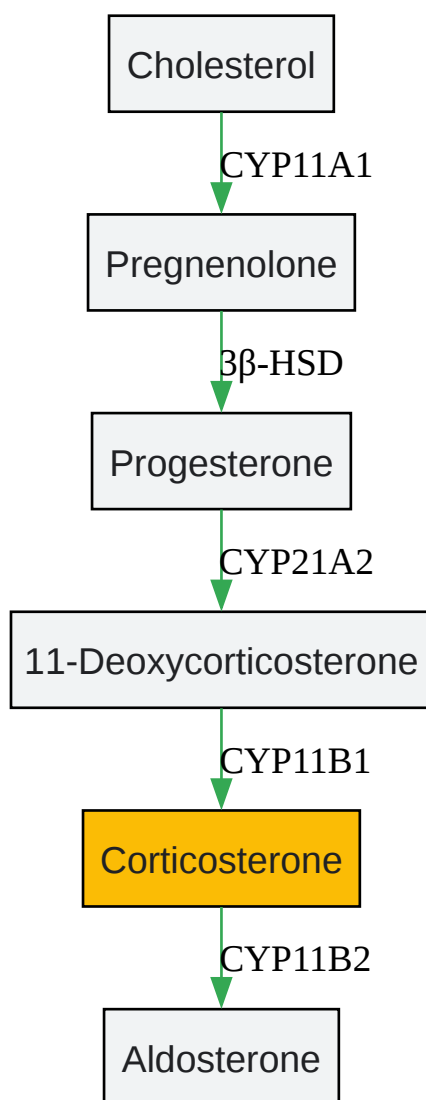 Cholesterol
CYP11A1
Pregnenolone
3β-HSD
Progesterone
CYP21A2
11-Deoxycorticosterone
CYP11B1
Corticosterone
CYP11B2
Aldosterone